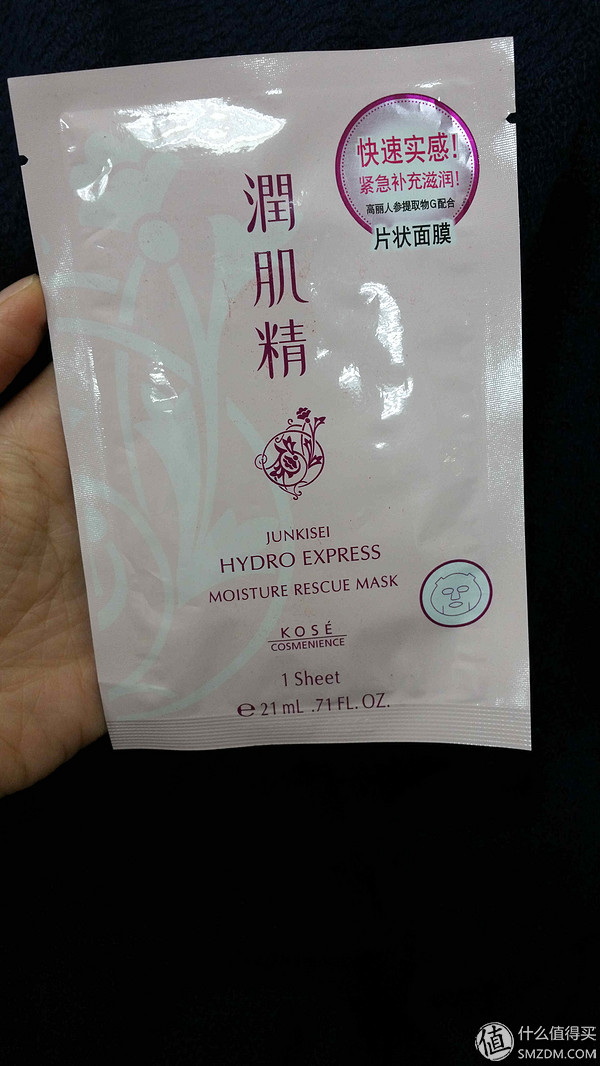 快速实感!
紧急补充滋润!
高丽人参提取物G配合
片状面膜
潤肌精
JUNKISEI
HYDRO EXPRESS
MOISTURE RESCUE MASK
KOSÉ
COSMENIENCE
1 Sheet
℮ 21 mL .71 FL. OZ.
值 什么值得买
SMZDM.COM